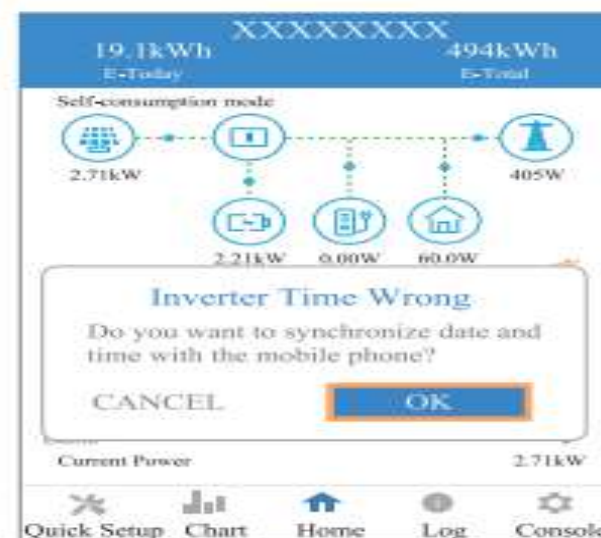 XXXXXXXXX
19.1kWh 494kWh
E-Today E-Total
Self-consumption mode
2.71kW 405W
2.21kW 0.00W 60.0W
Inverter Time Wrong
Do you want to synchronize date and
time with the mobile phone?
CANCEL OK
Current Power 2.71kW
Quick Setup Chart Home Log Console